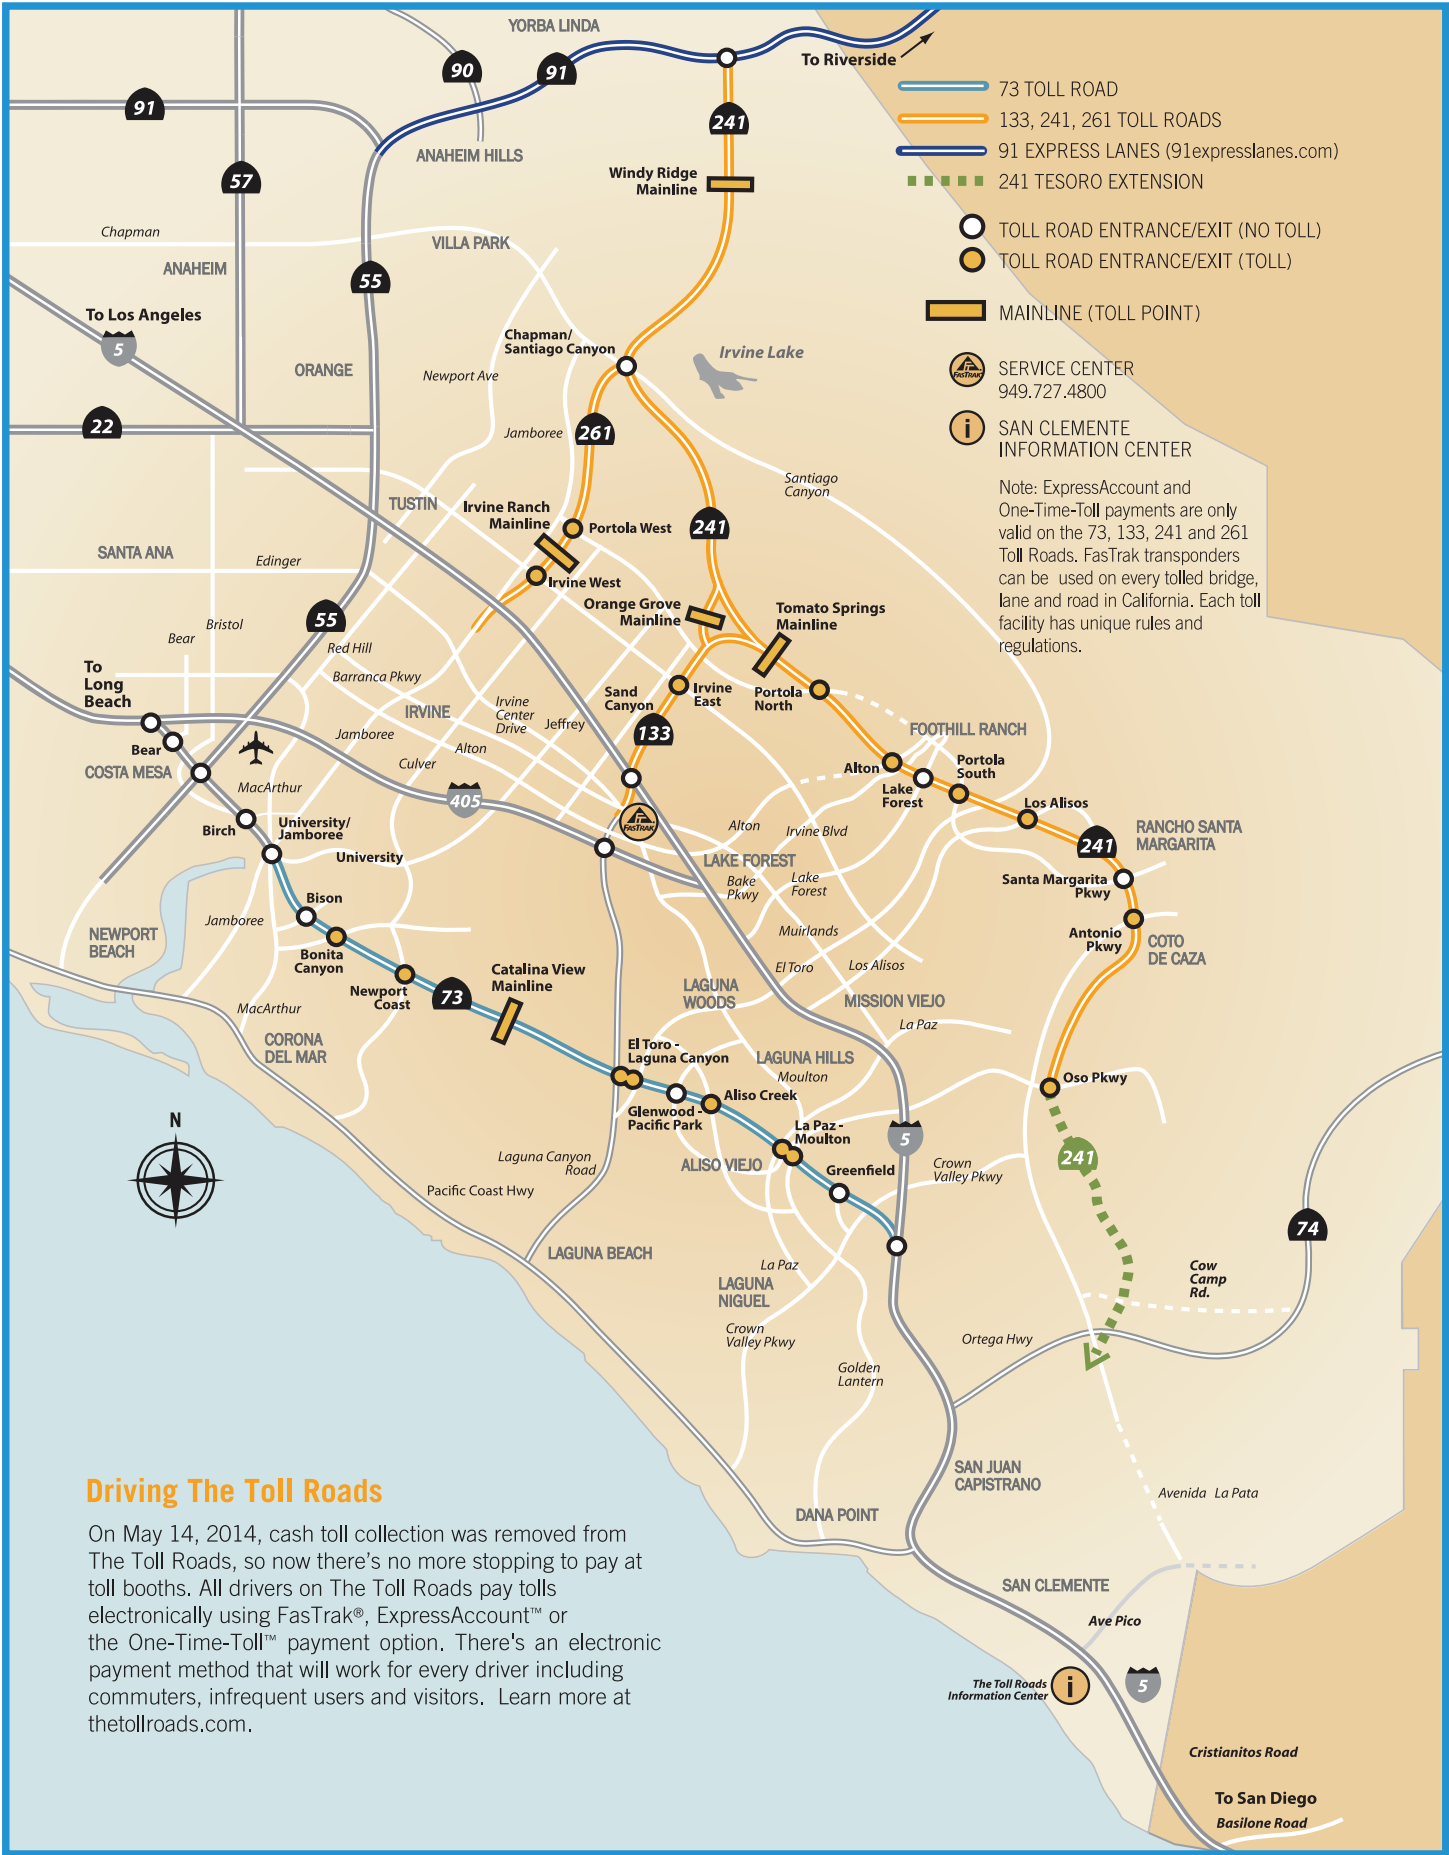 YORBA LINDA
To Riverside
90
91
91
241
73 TOLL ROAD
133, 241, 261 TOLL ROADS
91 EXPRESS LANES (91expresslanes.com)
241 TESORO EXTENSION
TOLL ROAD ENTRANCE/EXIT (NO TOLL)
TOLL ROAD ENTRANCE/EXIT (TOLL)
MAINLINE (TOLL POINT)
FASTRAK
SERVICE CENTER
949.727.4800
i
SAN CLEMENTE
INFORMATION CENTER
Note: ExpressAccount and
One-Time-Toll payments are only
valid on the 73, 133, 241 and 261
Toll Roads. FasTrak transponders
can be used on every tolled bridge,
lane and road in California. Each toll
facility has unique rules and
regulations.
ANAHEIM HILLS
Windy Ridge
Mainline
57
Chapman
VILLA PARK
ANAHEIM
55
To Los Angeles
5
Chapman/
Santiago Canyon
Irvine Lake
ORANGE
Newport Ave
22
Jamboree
261
Santiago
Canyon
TUSTIN
Irvine Ranch
Mainline
Portola West
241
SANTA ANA
Edinger
Irvine West
Orange Grove
Mainline
Tomato Springs
Mainline
55
Bristol
Bear
Red Hill
Barranca Pkwy
To
Long
Beach
Sand
Canyon
Irvine
East
Portola
North
IRVINE
Irvine
Center
Drive
Jeffrey
133
FOOTHILL RANCH
Bear
Jamboree
Alton
Culver
COSTA MESA
MacArthur
405
Alton
Portola
South
Lake
Forest
Los Alisos
Birch
University/
Jamboree
FASTRAK
Alton
Irvine Blvd
RANCHO SANTA
MARGARITA
241
University
LAKE FOREST
Bake
Pkwy
Lake
Forest
Santa Margarita
Pkwy
Bison
Jamboree
NEWPORT
BEACH
Bonita
Canyon
Muirlands
Antonio
Pkwy
COTO
DE CAZA
Newport
Coast
73
Catalina View
Mainline
El Toro
Los Alisos
LAGUNA
WOODS
MISSION VIEJO
MacArthur
La Paz
CORONA
DEL MAR
El Toro -
Laguna Canyon
LAGUNA HILLS
Moulton
Oso Pkwy
Aliso Creek
Glenwood -
Pacific Park
La Paz -
Moulton
5
N
241
Laguna Canyon
Road
ALISO VIEJO
Greenfield
Crown
Valley Pkwy
Pacific Coast Hwy
74
LAGUNA BEACH
La Paz
Cow
Camp
Rd.
LAGUNA
NIGUEL
Crown
Valley Pkwy
Ortega Hwy
Golden
Lantern
SAN JUAN
CAPISTRANO
Driving The Toll Roads
Avenida La Pata
DANA POINT
On May 14, 2014, cash toll collection was removed from
The Toll Roads, so now there's no more stopping to pay at
toll booths. All drivers on The Toll Roads pay tolls
electronically using FasTrak®, ExpressAccount™ or
the One-Time-Toll™ payment option. There's an electronic
payment method that will work for every driver including
commuters, infrequent users and visitors. Learn more at
thetollroads.com.
SAN CLEMENTE
Ave Pico
The Toll Roads
Information Center
i
5
Cristianitos Road
To San Diego
Basilone Road